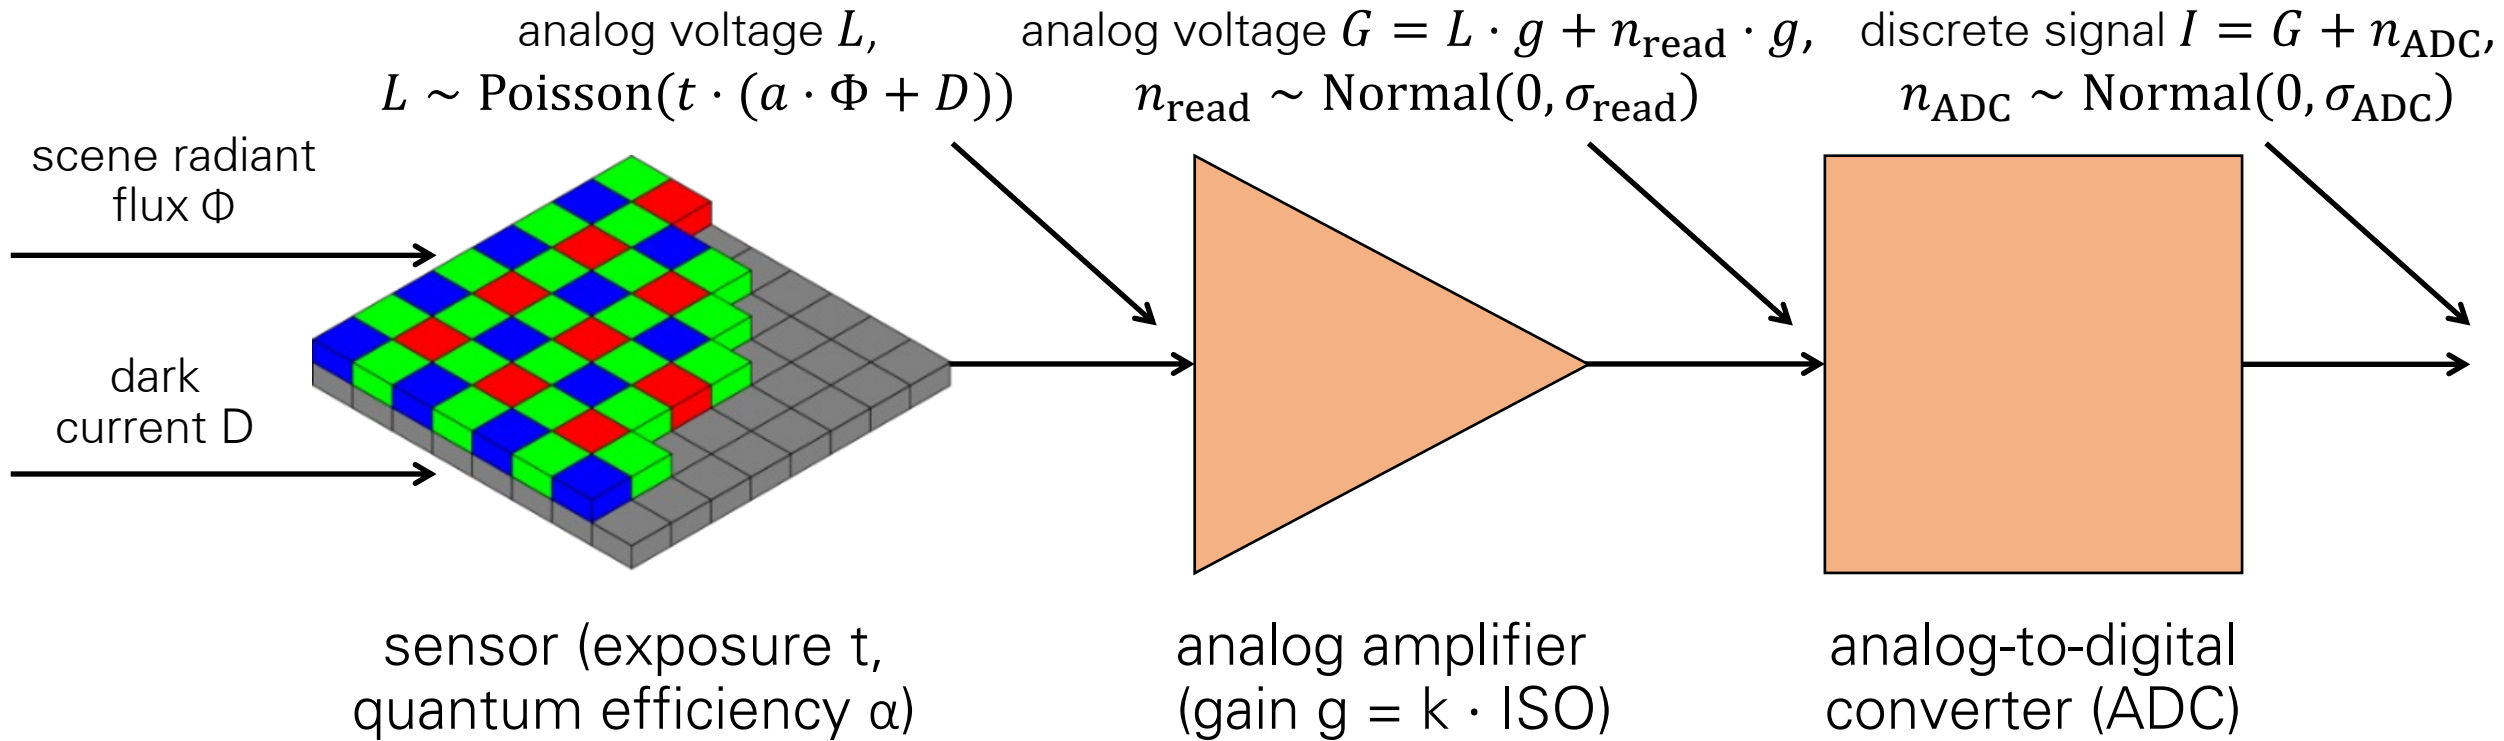 analog voltage L,
L ~ Poisson(t · (a · Φ + D))
analog voltage G = L · g + n_read · g,
n_read ~ Normal(0, σ_read)
discrete signal I = G + n_ADC,
n_ADC ~ Normal(0, σ_ADC)
scene radiant
flux Φ
dark
current D
sensor (exposure t,
quantum efficiency α)
analog amplifier
(gain g = k · ISO)
analog-to-digital
converter (ADC)